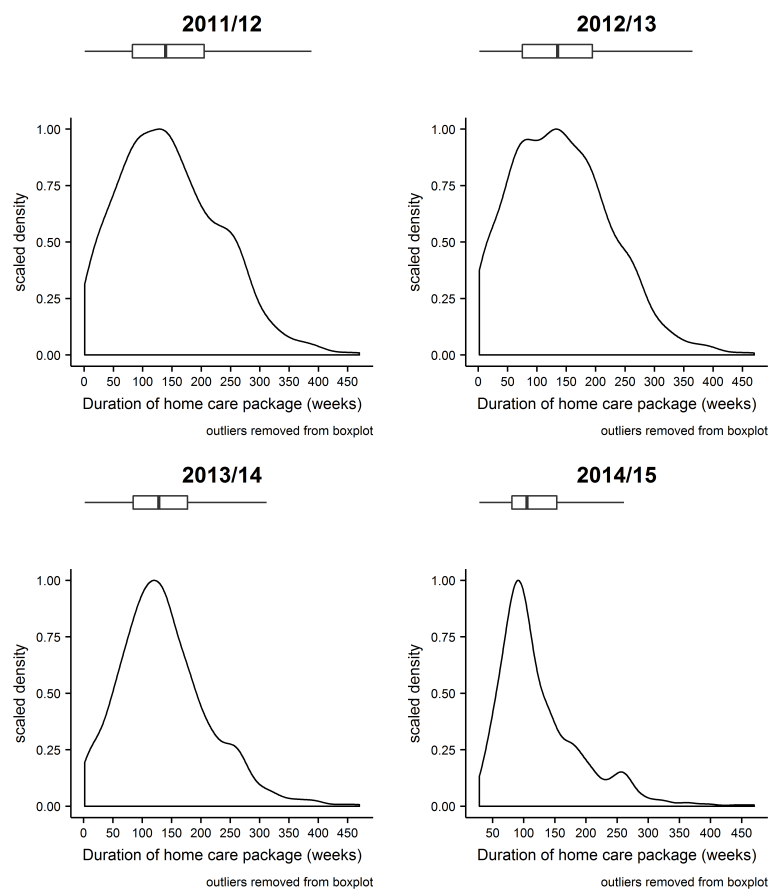 2011/12
1.00
0.75
0.50
0.25
0.00
scaled density
0 50 100 150 200 250 300 350 400 450
Duration of home care package (weeks)
outliers removed from boxplot
2012/13
1.00
0.75
0.50
0.25
0.00
scaled density
0 50 100 150 200 250 300 350 400 450
Duration of home care package (weeks)
outliers removed from boxplot
2013/14
1.00
0.75
0.50
0.25
0.00
scaled density
0 50 100 150 200 250 300 350 400 450
Duration of home care package (weeks)
outliers removed from boxplot
2014/15
1.00
0.75
0.50
0.25
0.00
scaled density
50 100 150 200 250 300 350 400 450
Duration of home care package (weeks)
outliers removed from boxplot